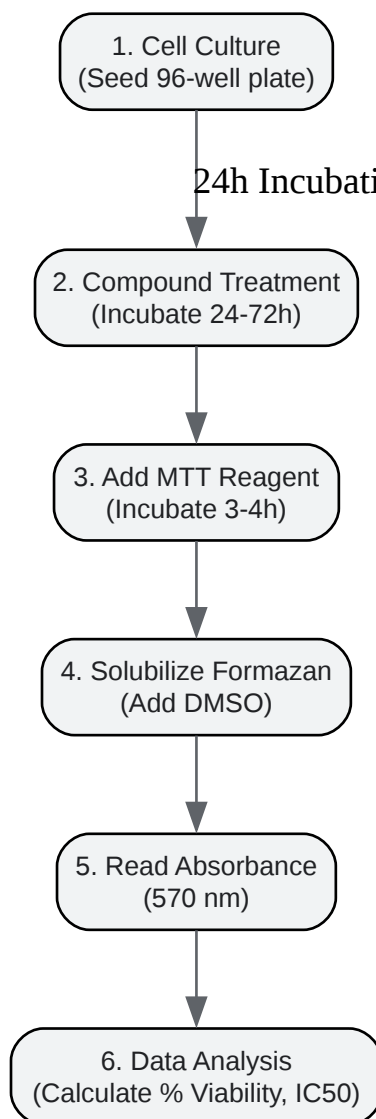 1. Cell Culture
(Seed 96-well plate)
24h Incubati
2. Compound Treatment
(Incubate 24-72h)
3. Add MTT Reagent
(Incubate 3-4h)
4. Solubilize Formazan
(Add DMSO)
5. Read Absorbance
(570 nm)
6. Data Analysis
(Calculate % Viability, IC50)